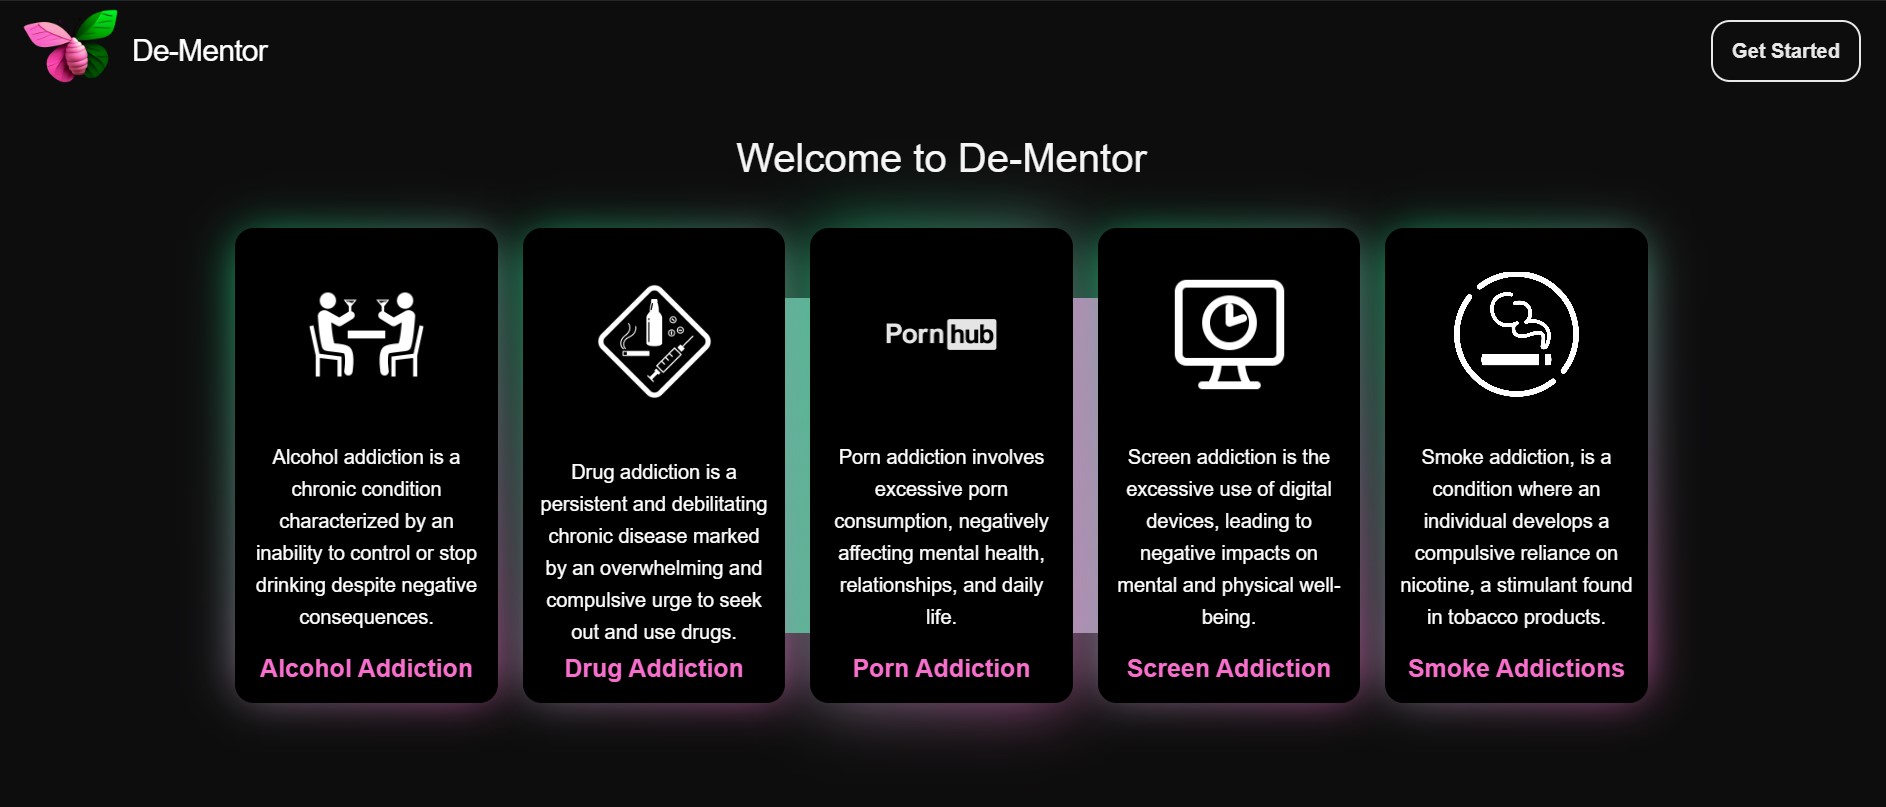 De-Mentor
Get Started
Welcome to De-Mentor
Alcohol addiction is a
chronic condition
characterized by an
inability to control or stop
drinking despite negative
consequences.
Alcohol Addiction
Drug addiction is a
persistent and debilitating
chronic disease marked
by an overwhelming and
compulsive urge to seek
out and use drugs.
Drug Addiction
Pornhub
Porn addiction involves
excessive porn
consumption, negatively
affecting mental health,
relationships, and daily
life.
Porn Addiction
Screen addiction is the
excessive use of digital
devices, leading to
negative impacts on
mental and physical well-
being.
Screen Addiction
Smoke addiction, is a
condition where an
individual develops a
compulsive reliance on
nicotine, a stimulant found
in tobacco products.
Smoke Addictions